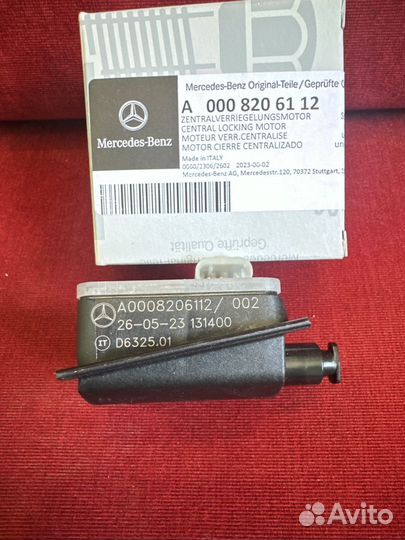 Mercedes-Benz Original-Teile/Geprüfte
A 000 820 61 12
ZENTRALVERRIEGELUNGSMOTOR
CENTRAL LOCKING MOTOR
MOTEUR VERR.CENTRALISE
MOTOR CIERRE CENTRALIZADO
Made in ITALY
2023-06-02
Mercedes-Benz AG, Mercedesstr.120, 70372 Stuttgart,
Mercedes-Benz
Geprüfte Qualität
A0008206112/ 002
26-05-23 131400
IT D6325.01
Avito